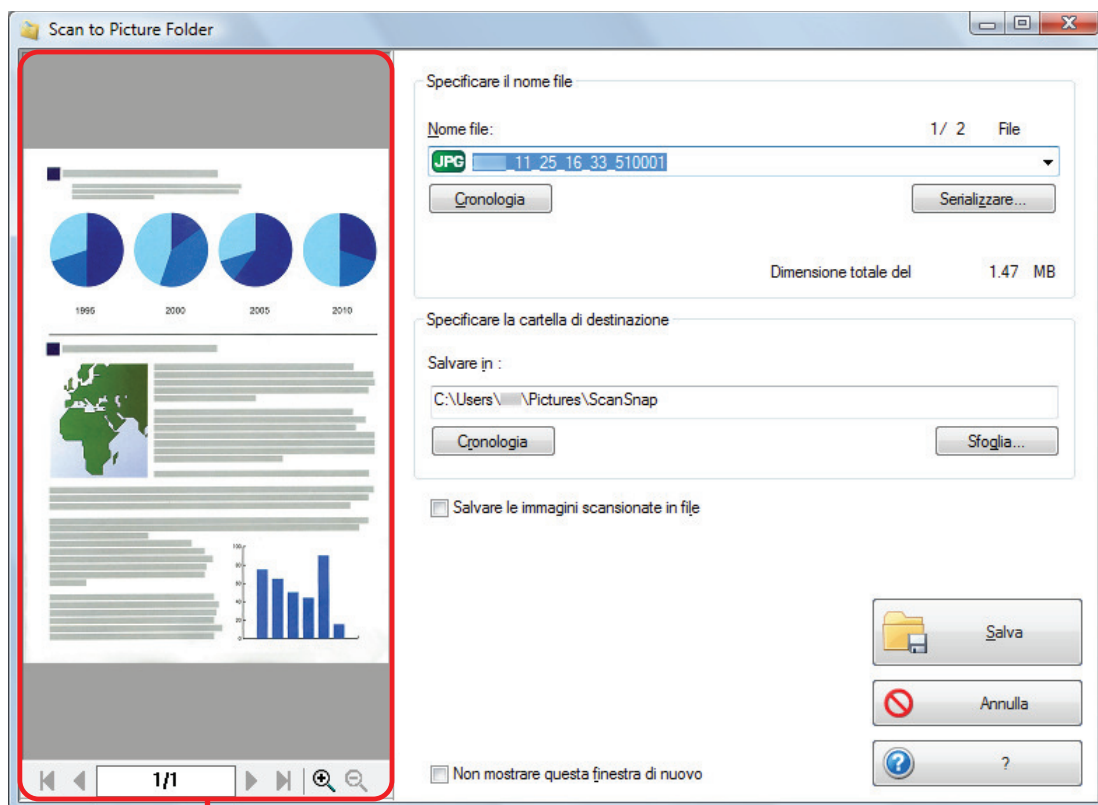 Scan to Picture Folder
Specificare il nome file
Nome file:
1/ 2 File
JPG
_11_25_16_33_510001
Cronologia
Serializzare...
Dimensione totale del 1.47 MB
1995 2000 2005 2010
Specificare la cartella di destinazione
Salvare in :
C:\Users\ \Pictures\ScanSnap
Cronologia
Sfoglia...
Salvare le immagini scansionate in file
Salva
Annulla
?
Non mostrare questa finestra di nuovo
1/1